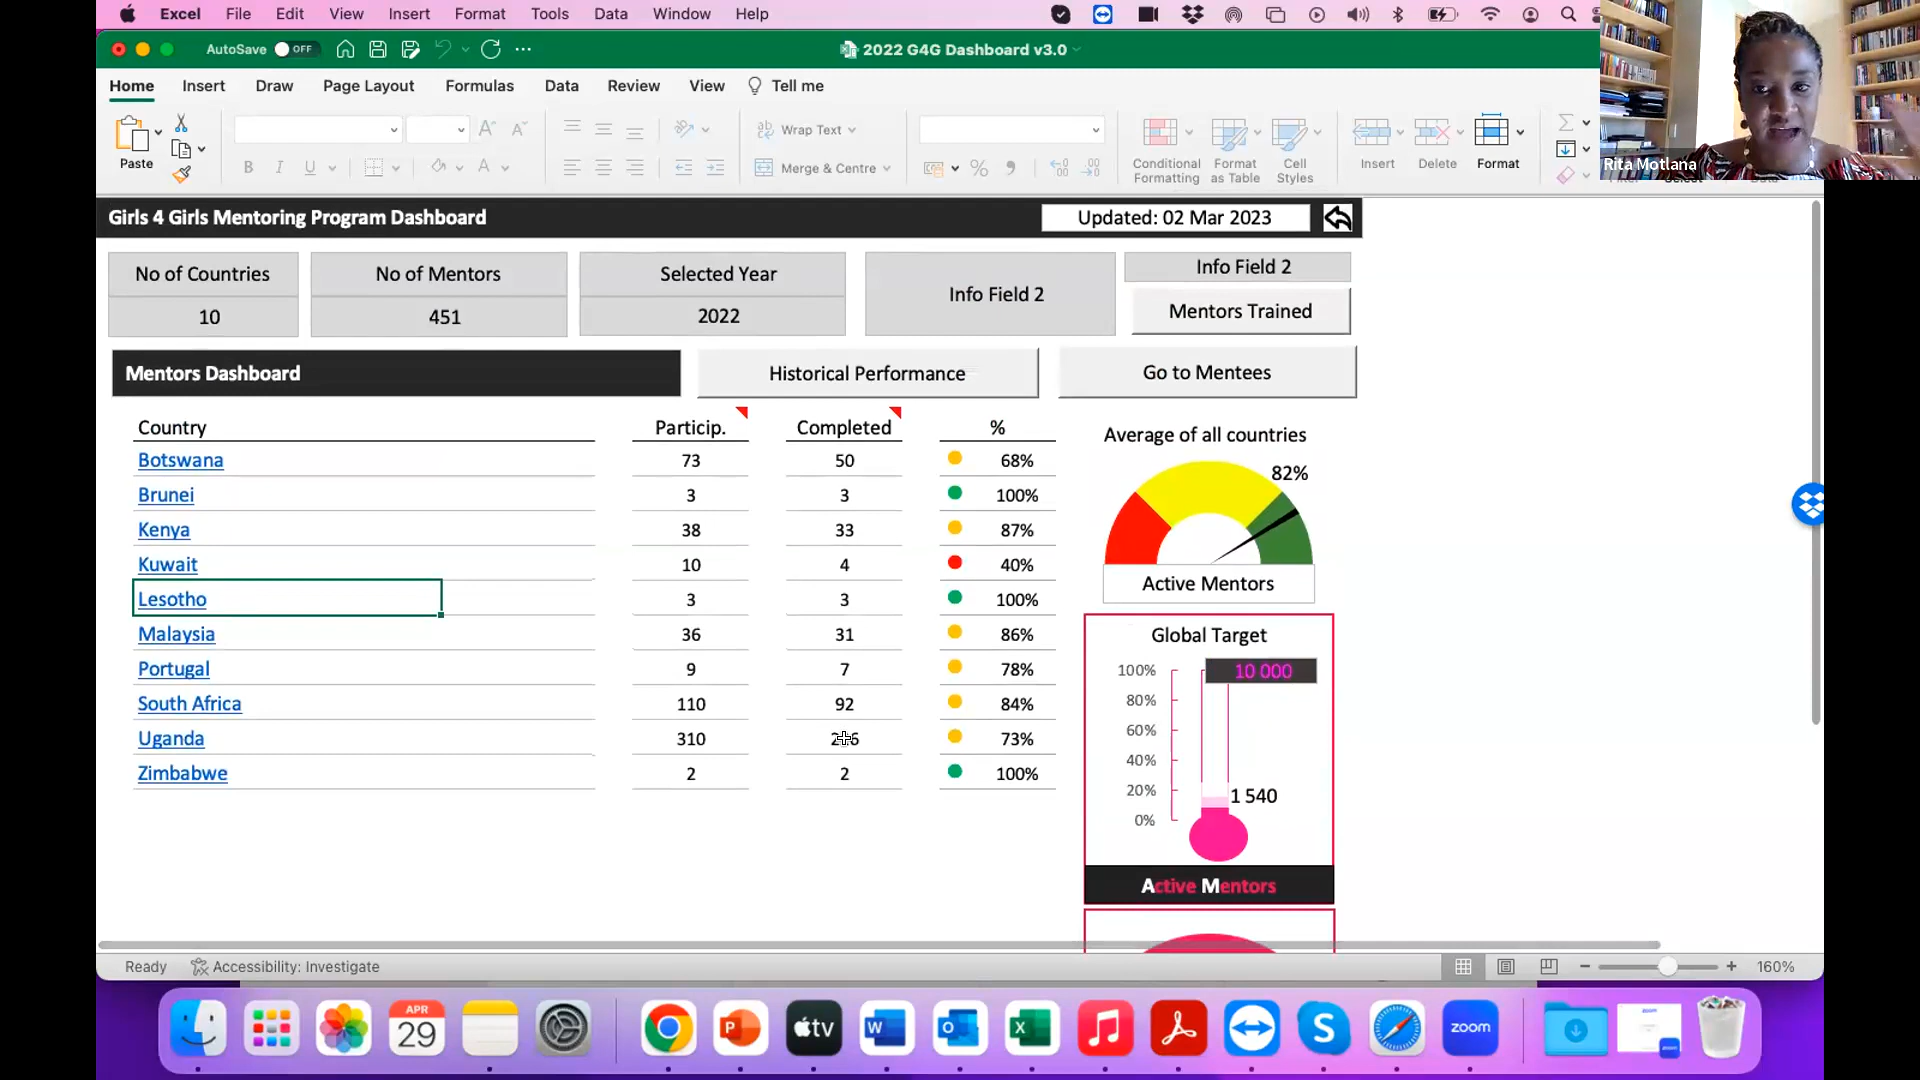 Excel File Edit View Insert Format Tools Data Window Help
AutoSave OFF 2022 G4G Dashboard v3.0
Home Insert Draw Page Layout Formulas Data Review View Tell me
Paste Wrap Text Merge & Centre Conditional Formatting Format as Table Cell Styles Insert Delete Format
Rita Motlana
Girls 4 Girls Mentoring Program Dashboard Updated: 02 Mar 2023
No of Countries No of Mentors Selected Year Info Field 2 Info Field 2
10 451 2022 Mentors Trained
Mentors Dashboard Historical Performance Go to Mentees
Country Particip. Completed %
Botswana 73 50 68%
Brunei 3 3 100%
Kenya 38 33 87%
Kuwait 10 4 40%
Lesotho 3 3 100%
Malaysia 36 31 86%
Portugal 9 7 78%
South Africa 110 92 84%
Uganda 310 73%
Zimbabwe 2 2 100%
Average of all countries
82%
Active Mentors
Global Target
100% 10 000
80%
60%
40%
20% 1 540
0%
Active Mentors
Ready Accessibility: Investigate 160%
APR
29
P
tv
W
O
X
S
zoom